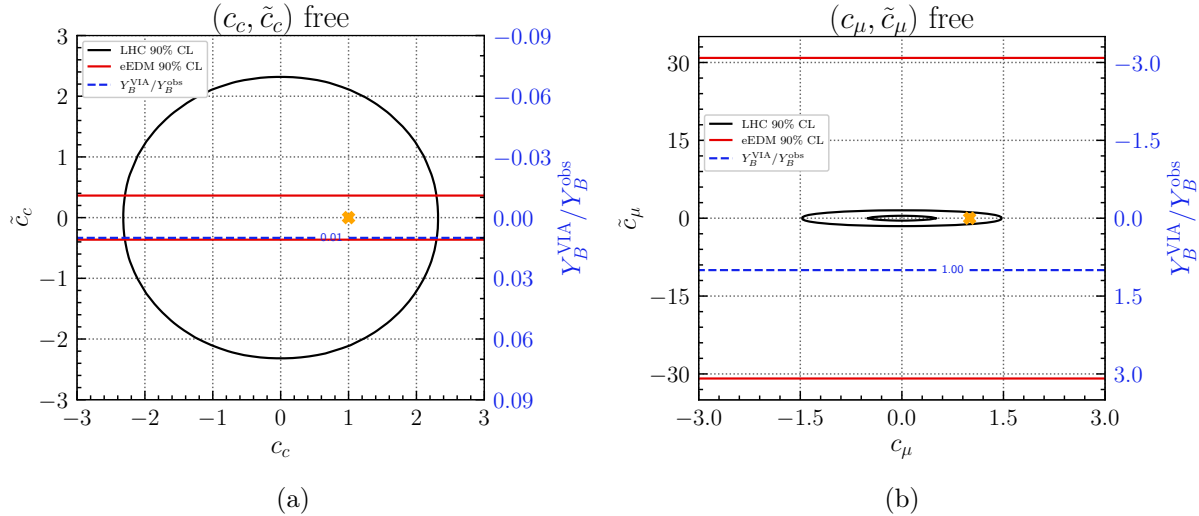 (c_c, c̃_c) free
LHC 90% CL
eEDM 90% CL
Y_B^VIA/Y_B^obs
3
2
1
0
−1
−2
−3
c̃_c
−3
−2
−1
0
1
2
3
c_c
−0.09
−0.06
−0.03
0.00
0.03
0.06
0.09
Y_B^VIA/Y_B^obs
0.01
(a)
(c_μ, c̃_μ) free
LHC 90% CL
eEDM 90% CL
Y_B^VIA/Y_B^obs
30
15
0
−15
−30
c̃_μ
−3.0
−1.5
0.0
1.5
3.0
c_μ
−3.0
−1.5
0.0
1.5
3.0
Y_B^VIA/Y_B^obs
1.00
(b)